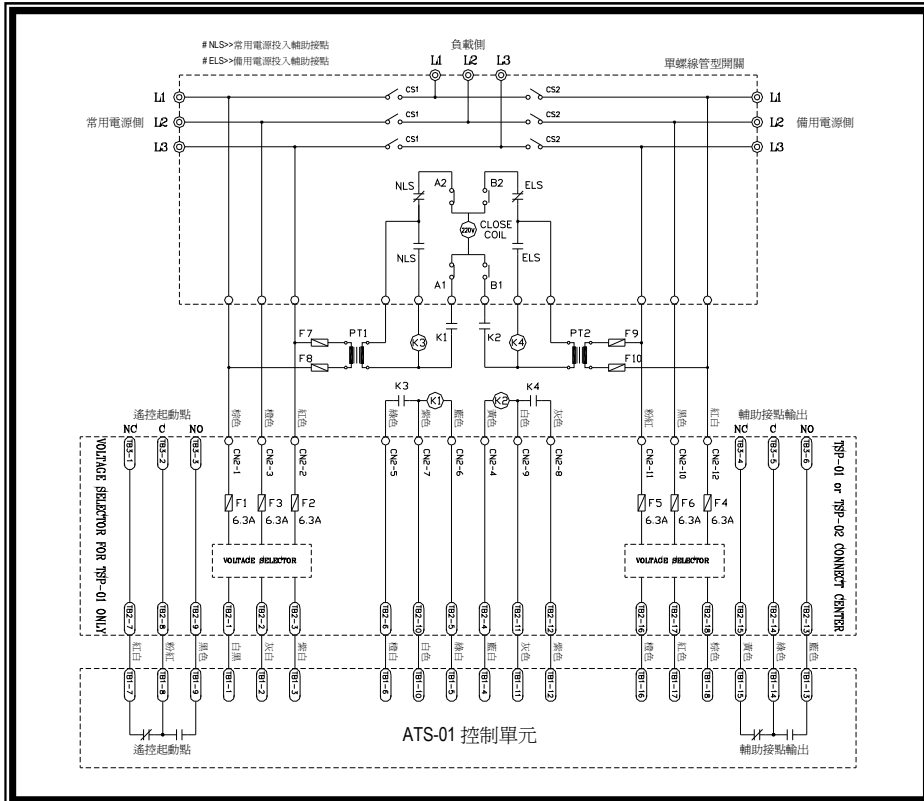 # NLS>>常用電源投入輔助接點
負載側
# ELS>>備用電源投入輔助接點
L1 L2 L3
單螺線管型開關
L1 CS1 CS2 L1
常用電源側 L2 CS1 CS2 L2 備用電源側
L3 CS1 CS2 L3
NLS A2 B2 ELS
220V CLOSE
COIL
NLS ELS
A1 B1
F7 PT1 K1 K2 PT2 F9
F8 K3 K4 F10
K3 K1 K2 K4
遙控起動點
棕色 橙色 紅色 綠色 紫色 藍色 黃色 白色 灰色 粉紅 黑色 紅白
輔助接點輸出
NC C NO
NC C NO
TB3-1 TB3-2 TB3-3 CN2-1 CN2-3 CN2-2 CN2-5 CN2-7 CN2-6 CN2-4 CN2-9 CN2-8 CN2-11 CN2-10 CN2-12 TB3-4 TB3-5 TB3-6
VOLTAGE SELECTOR FOR TSP-01 ONLY
F1 F3 F2 F5 F6 F4
6.3A 6.3A 6.3A 6.3A 6.3A 6.3A
TSP-01 or TSP-02 CONNECT CENTER
VOLTAGE SELECTOR
VOLTAGE SELECTOR
TB2-7 TB2-8 TB2-9 TB2-1 TB2-2 TB2-3 TB2-6 TB2-10 TB2-5 TB2-4 TB2-11 TB2-12 TB2-16 TB2-17 TB2-18 TB2-15 TB2-14 TB2-13
紅白 粉紅 黑色 白黑 灰白 紫白 橙白 白色 綠白 藍白 灰色 紫色 橙色 紅色 棕色 黃色 綠色 藍色
TB1-7 TB1-8 TB1-9 TB1-1 TB1-2 TB1-3 TB1-6 TB1-10 TB1-5 TB1-4 TB1-11 TB1-12 TB1-16 TB1-17 TB1-18 TB1-15 TB1-14 TB1-13
ATS-01 控制單元
遙控起動點
輔助接點輸出